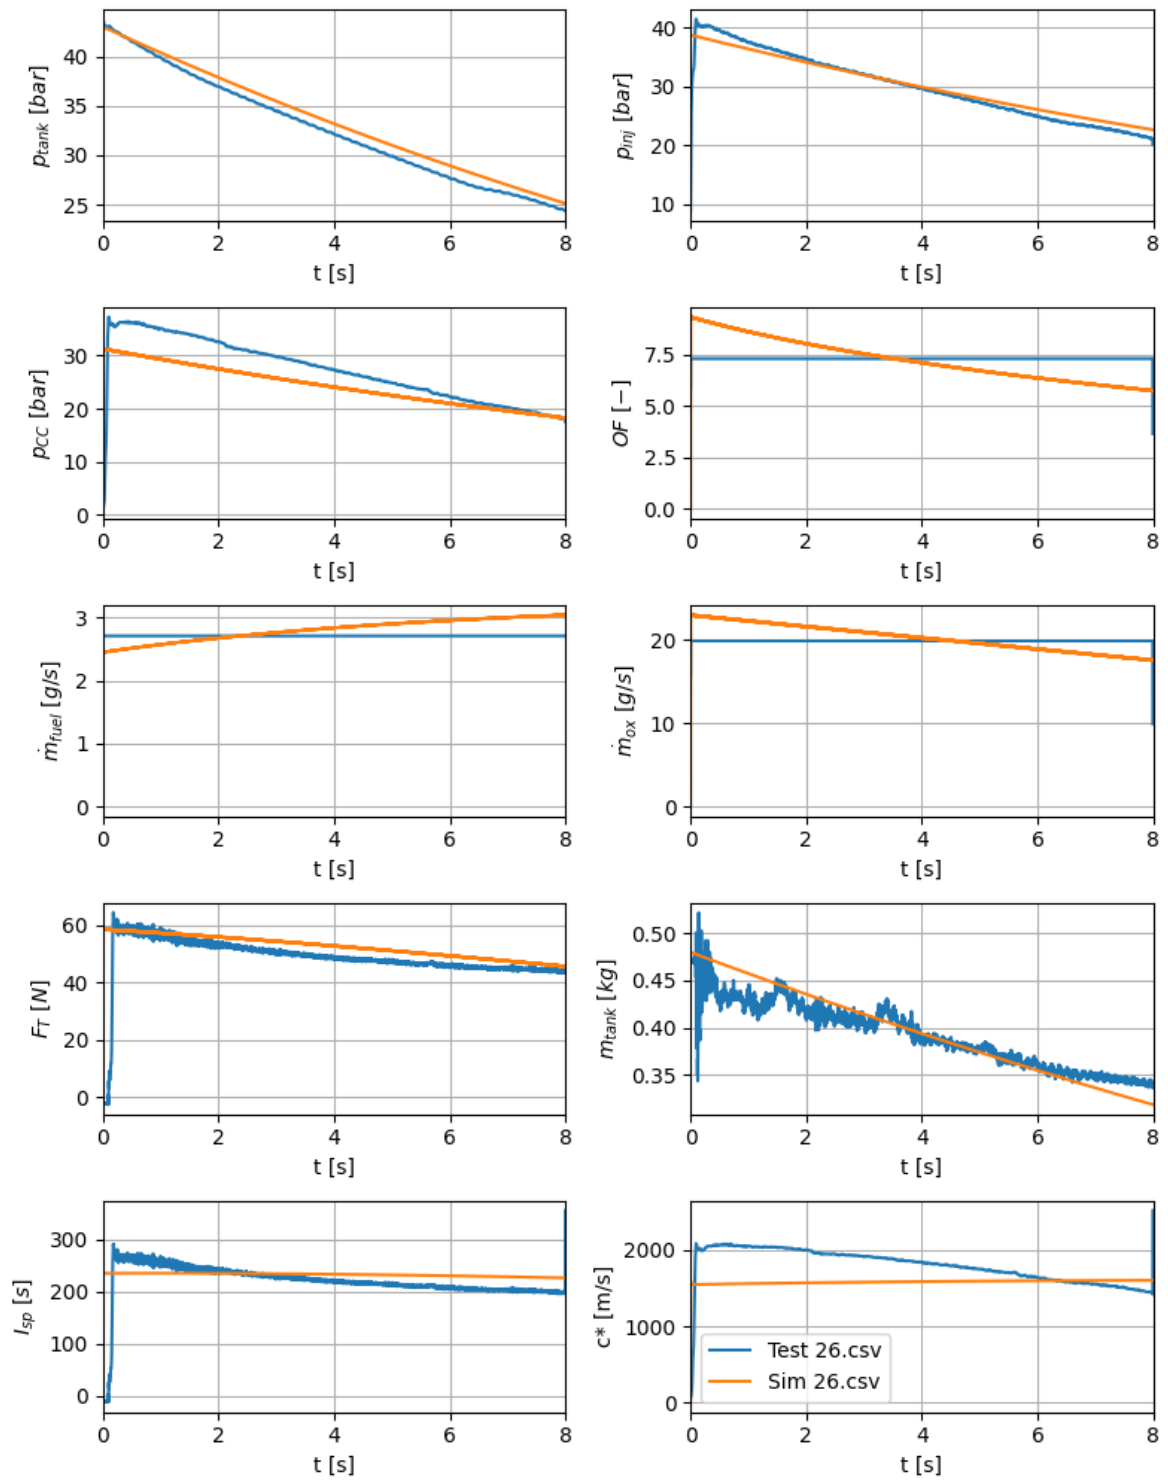 40
35
30
25
p_tank [bar]
0 2 4 6 8
t [s]
40
30
20
10
p_inj [bar]
0 2 4 6 8
t [s]
30
20
10
0
p_CC [bar]
0 2 4 6 8
t [s]
7.5
5.0
2.5
0.0
OF [−]
0 2 4 6 8
t [s]
3
2
1
0
ṁ_fuel [g/s]
0 2 4 6 8
t [s]
20
10
0
ṁ_ox [g/s]
0 2 4 6 8
t [s]
60
40
20
0
F_T [N]
0 2 4 6 8
t [s]
0.50
0.45
0.40
0.35
m_tank [kg]
0 2 4 6 8
t [s]
300
200
100
0
I_sp [s]
0 2 4 6 8
t [s]
2000
1000
0
c* [m/s]
Test 26.csv
Sim 26.csv
0 2 4 6 8
t [s]